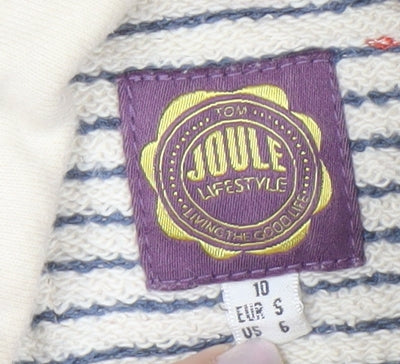 TOM
JOULE
LIFESTYLE
LIVING THE GOOD LIFE
10
EUR S
US 6